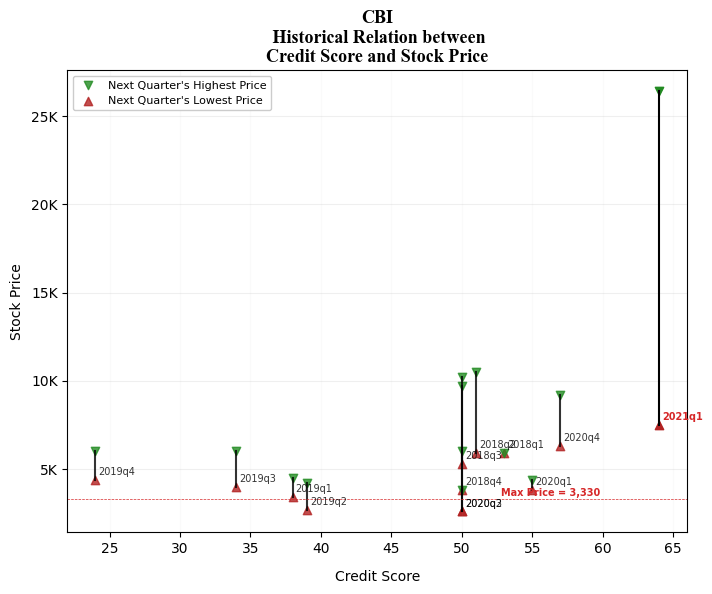 CBI
Historical Relation between
Credit Score and Stock Price
Next Quarter's Highest Price
Next Quarter's Lowest Price
25K
20K
15K
10K
5K
Stock Price
2021q1
2020q4
2018q2
2018q1
2018q3
2019q4
2019q3
2018q4
2020q1
2019q1
Max Price = 3,330
2019q2
25
30
35
40
45
50
55
60
65
Credit Score